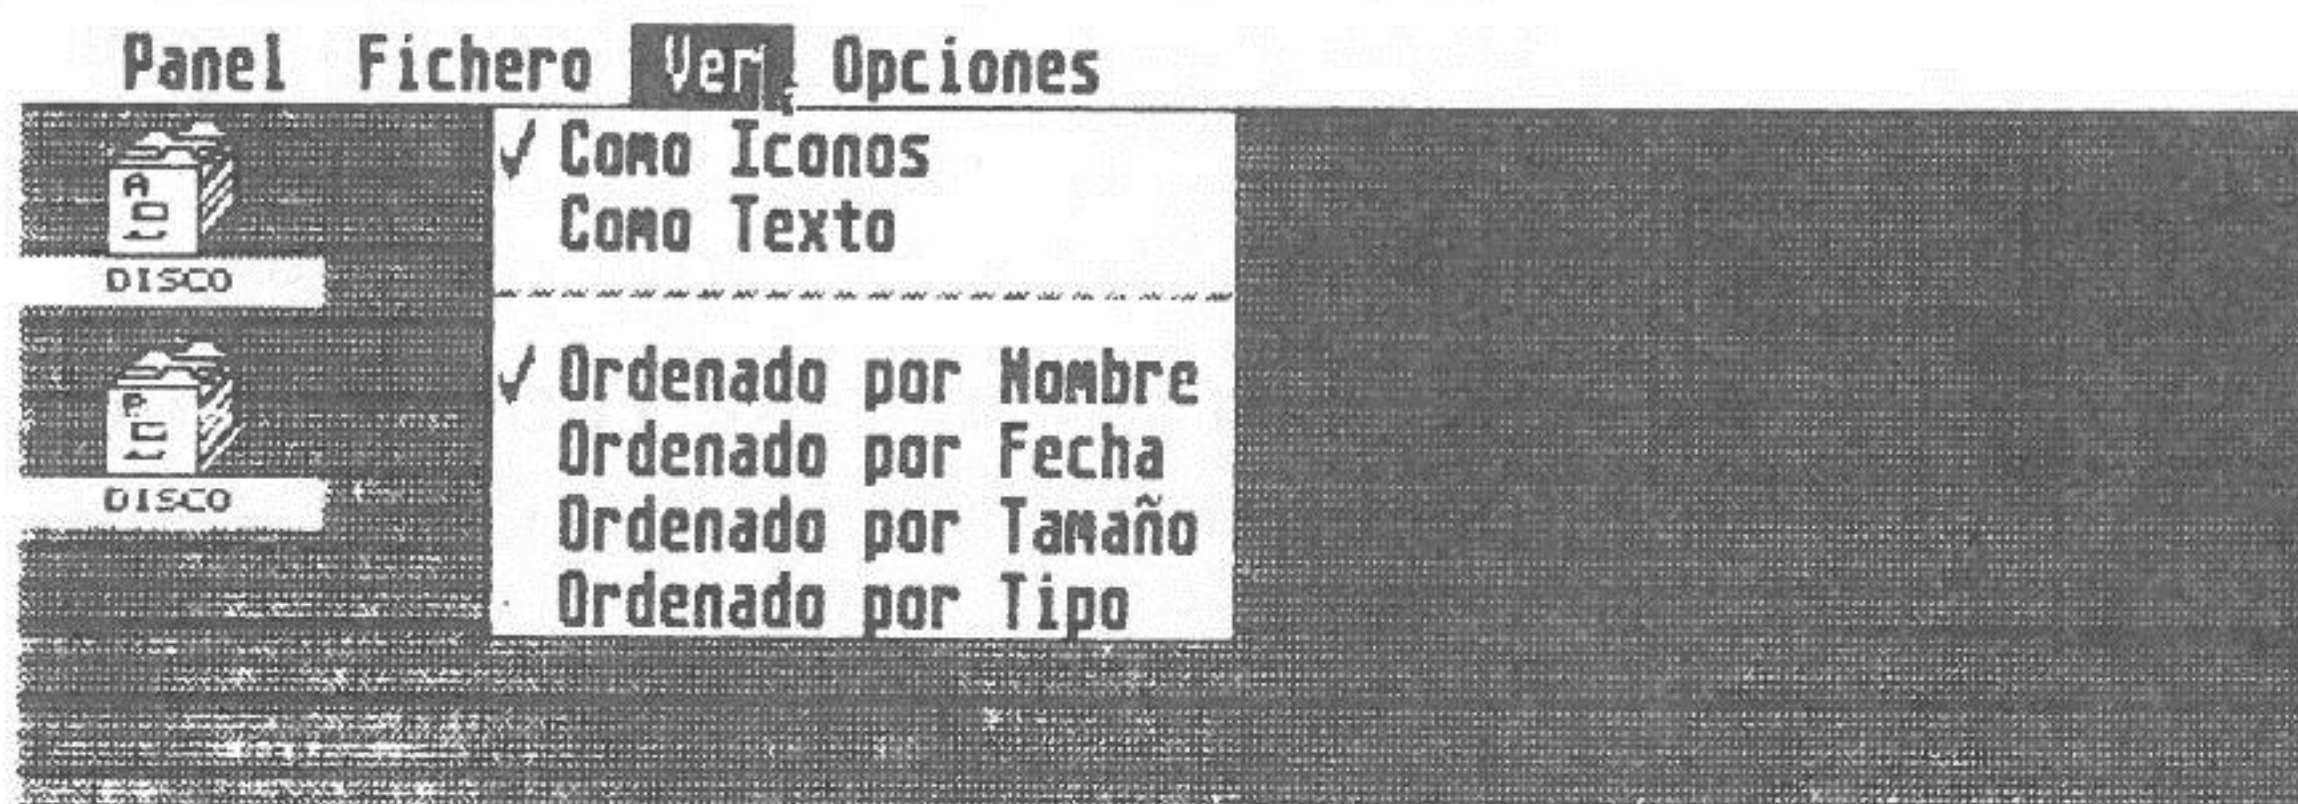 Panel Fichero Ver Opciones
A
DISCO
B
DISCO
✓ Como Iconos
Como Texto
✓ Ordenado por Nombre
Ordenado por Fecha
Ordenado por Tamaño
Ordenado por Tipo